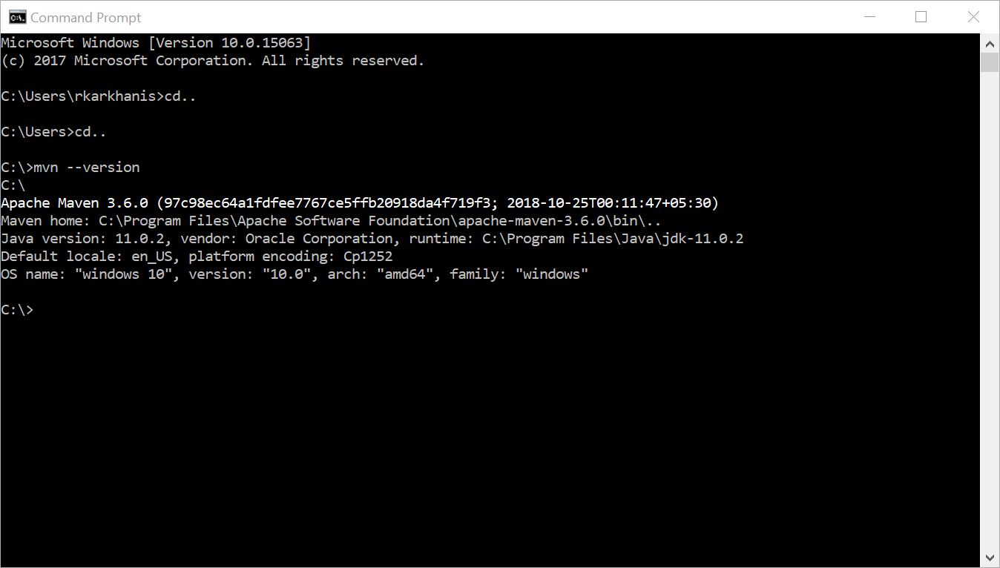 Command Prompt
Microsoft Windows [Version 10.0.15063]
(c) 2017 Microsoft Corporation. All rights reserved.
C:\Users\rkarkhanis>cd..
C:\Users>cd..
C:\>mvn --version
C:\
Apache Maven 3.6.0 (97c98ec64a1fdfee7767ce5ffb20918da4f719f3; 2018-10-25T00:11:47+05:30)
Maven home: C:\Program Files\Apache Software Foundation\apache-maven-3.6.0\bin\..
Java version: 11.0.2, vendor: Oracle Corporation, runtime: C:\Program Files\Java\jdk-11.0.2
Default locale: en_US, platform encoding: Cp1252
OS name: "windows 10", version: "10.0", arch: "amd64", family: "windows"
C:\>